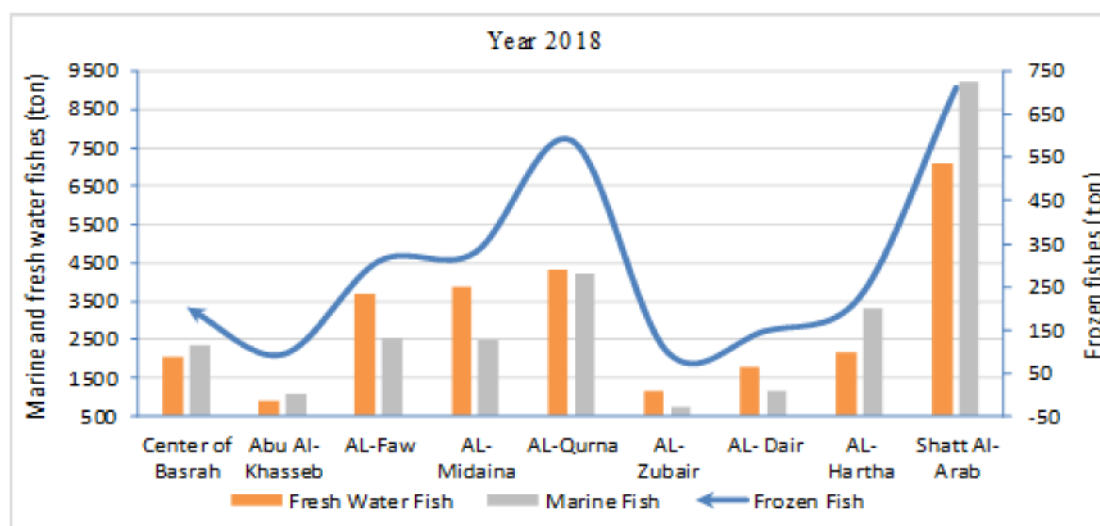 Year 2018
Marine and fresh water fishes (ton)
9500
8500
7500
6500
5500
4500
3500
2500
1500
500
750
650
550
450
350
250
150
50
-50
Frozen fishes (ton)
Center of
Basrah
Abu Al-
Khasseb
AL-Faw
AL-
Midaina
AL-Qurna
AL-
Zubair
AL- Dair
AL-
Hartha
Shatt Al-
Arab
Fresh Water Fish
Marine Fish
Frozen Fish